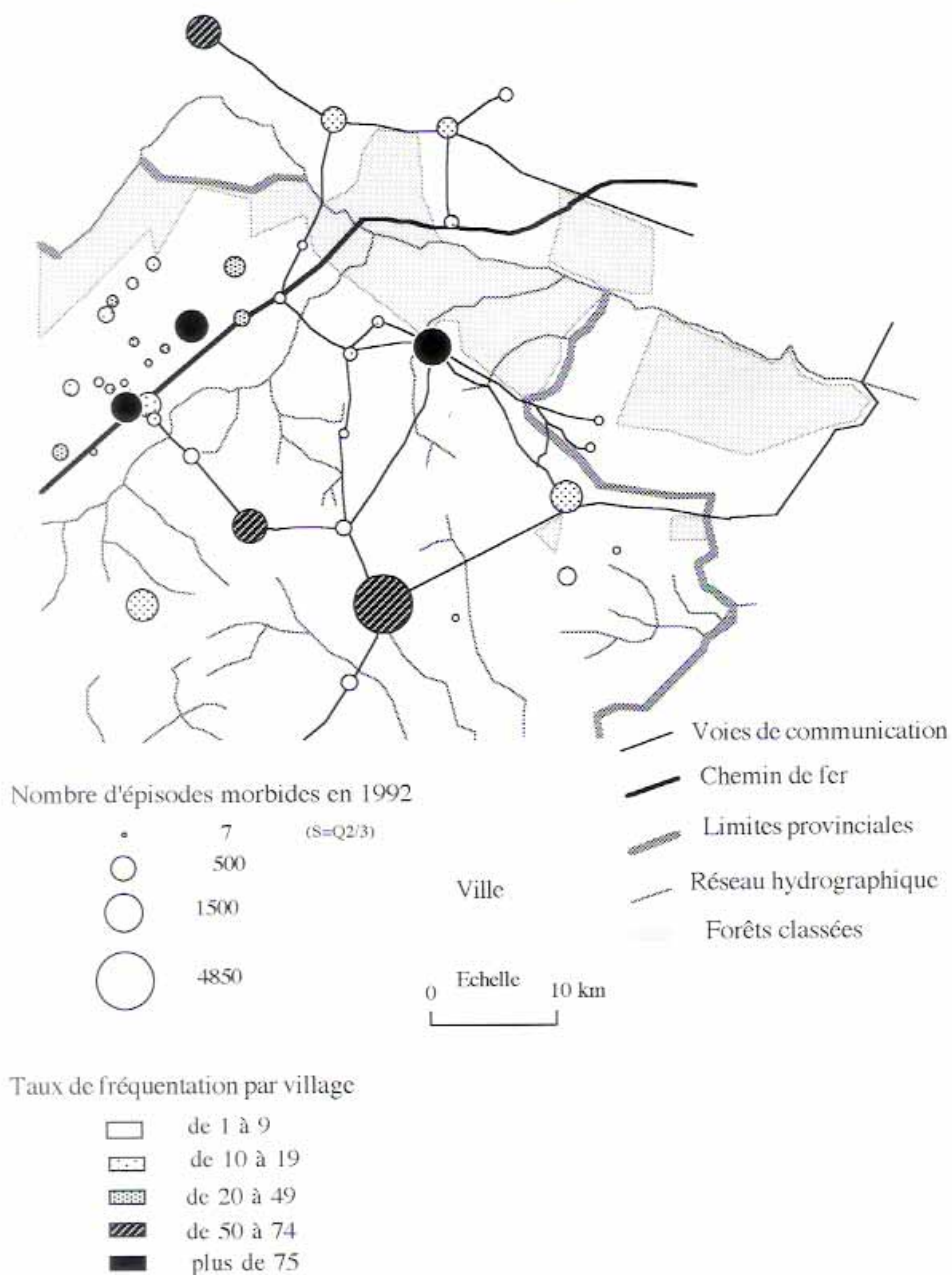 Voies de communication
Chemin de fer
Limites provinciales
Réseau hydrographique
Forêts classées
Nombre d'épisodes morbides en 1992
7 (S=Q2/3)
500
1500
4850
Ville
Echelle
0 10 km
Taux de fréquentation par village
de 1 à 9
de 10 à 19
de 20 à 49
de 50 à 74
plus de 75